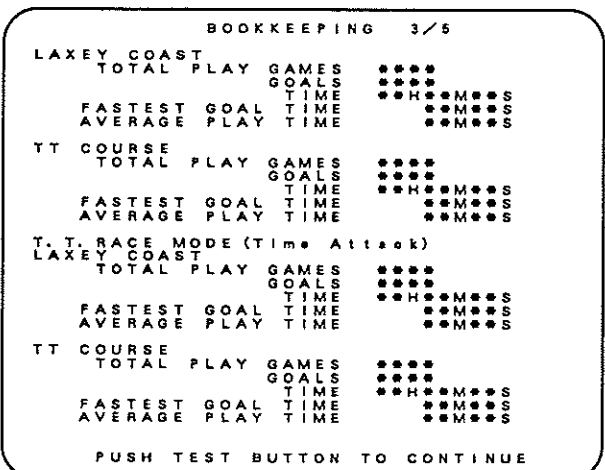 BOOKKEEPING 3/5
LAXEY COAST
TOTAL PLAY GAMES ●●●●
GOALS ●●●●
TIME ●●H●●M●●S
FASTEST GOAL TIME ●●M●●S
AVERAGE PLAY TIME ●●M●●S
TT COURSE
TOTAL PLAY GAMES ●●●●
GOALS ●●●●
TIME ●●H●●M●●S
FASTEST GOAL TIME ●●M●●S
AVERAGE PLAY TIME ●●M●●S
T.T. RACE MODE (Time Attack)
LAXEY COAST
TOTAL PLAY GAMES ●●●●
GOALS ●●●●
TIME ●●H●●M●●S
FASTEST GOAL TIME ●●M●●S
AVERAGE PLAY TIME ●●M●●S
TT COURSE
TOTAL PLAY GAMES ●●●●
GOALS ●●●●
TIME ●●H●●M●●S
FASTEST GOAL TIME ●●M●●S
AVERAGE PLAY TIME ●●M●●S
PUSH TEST BUTTON TO CONTINUE